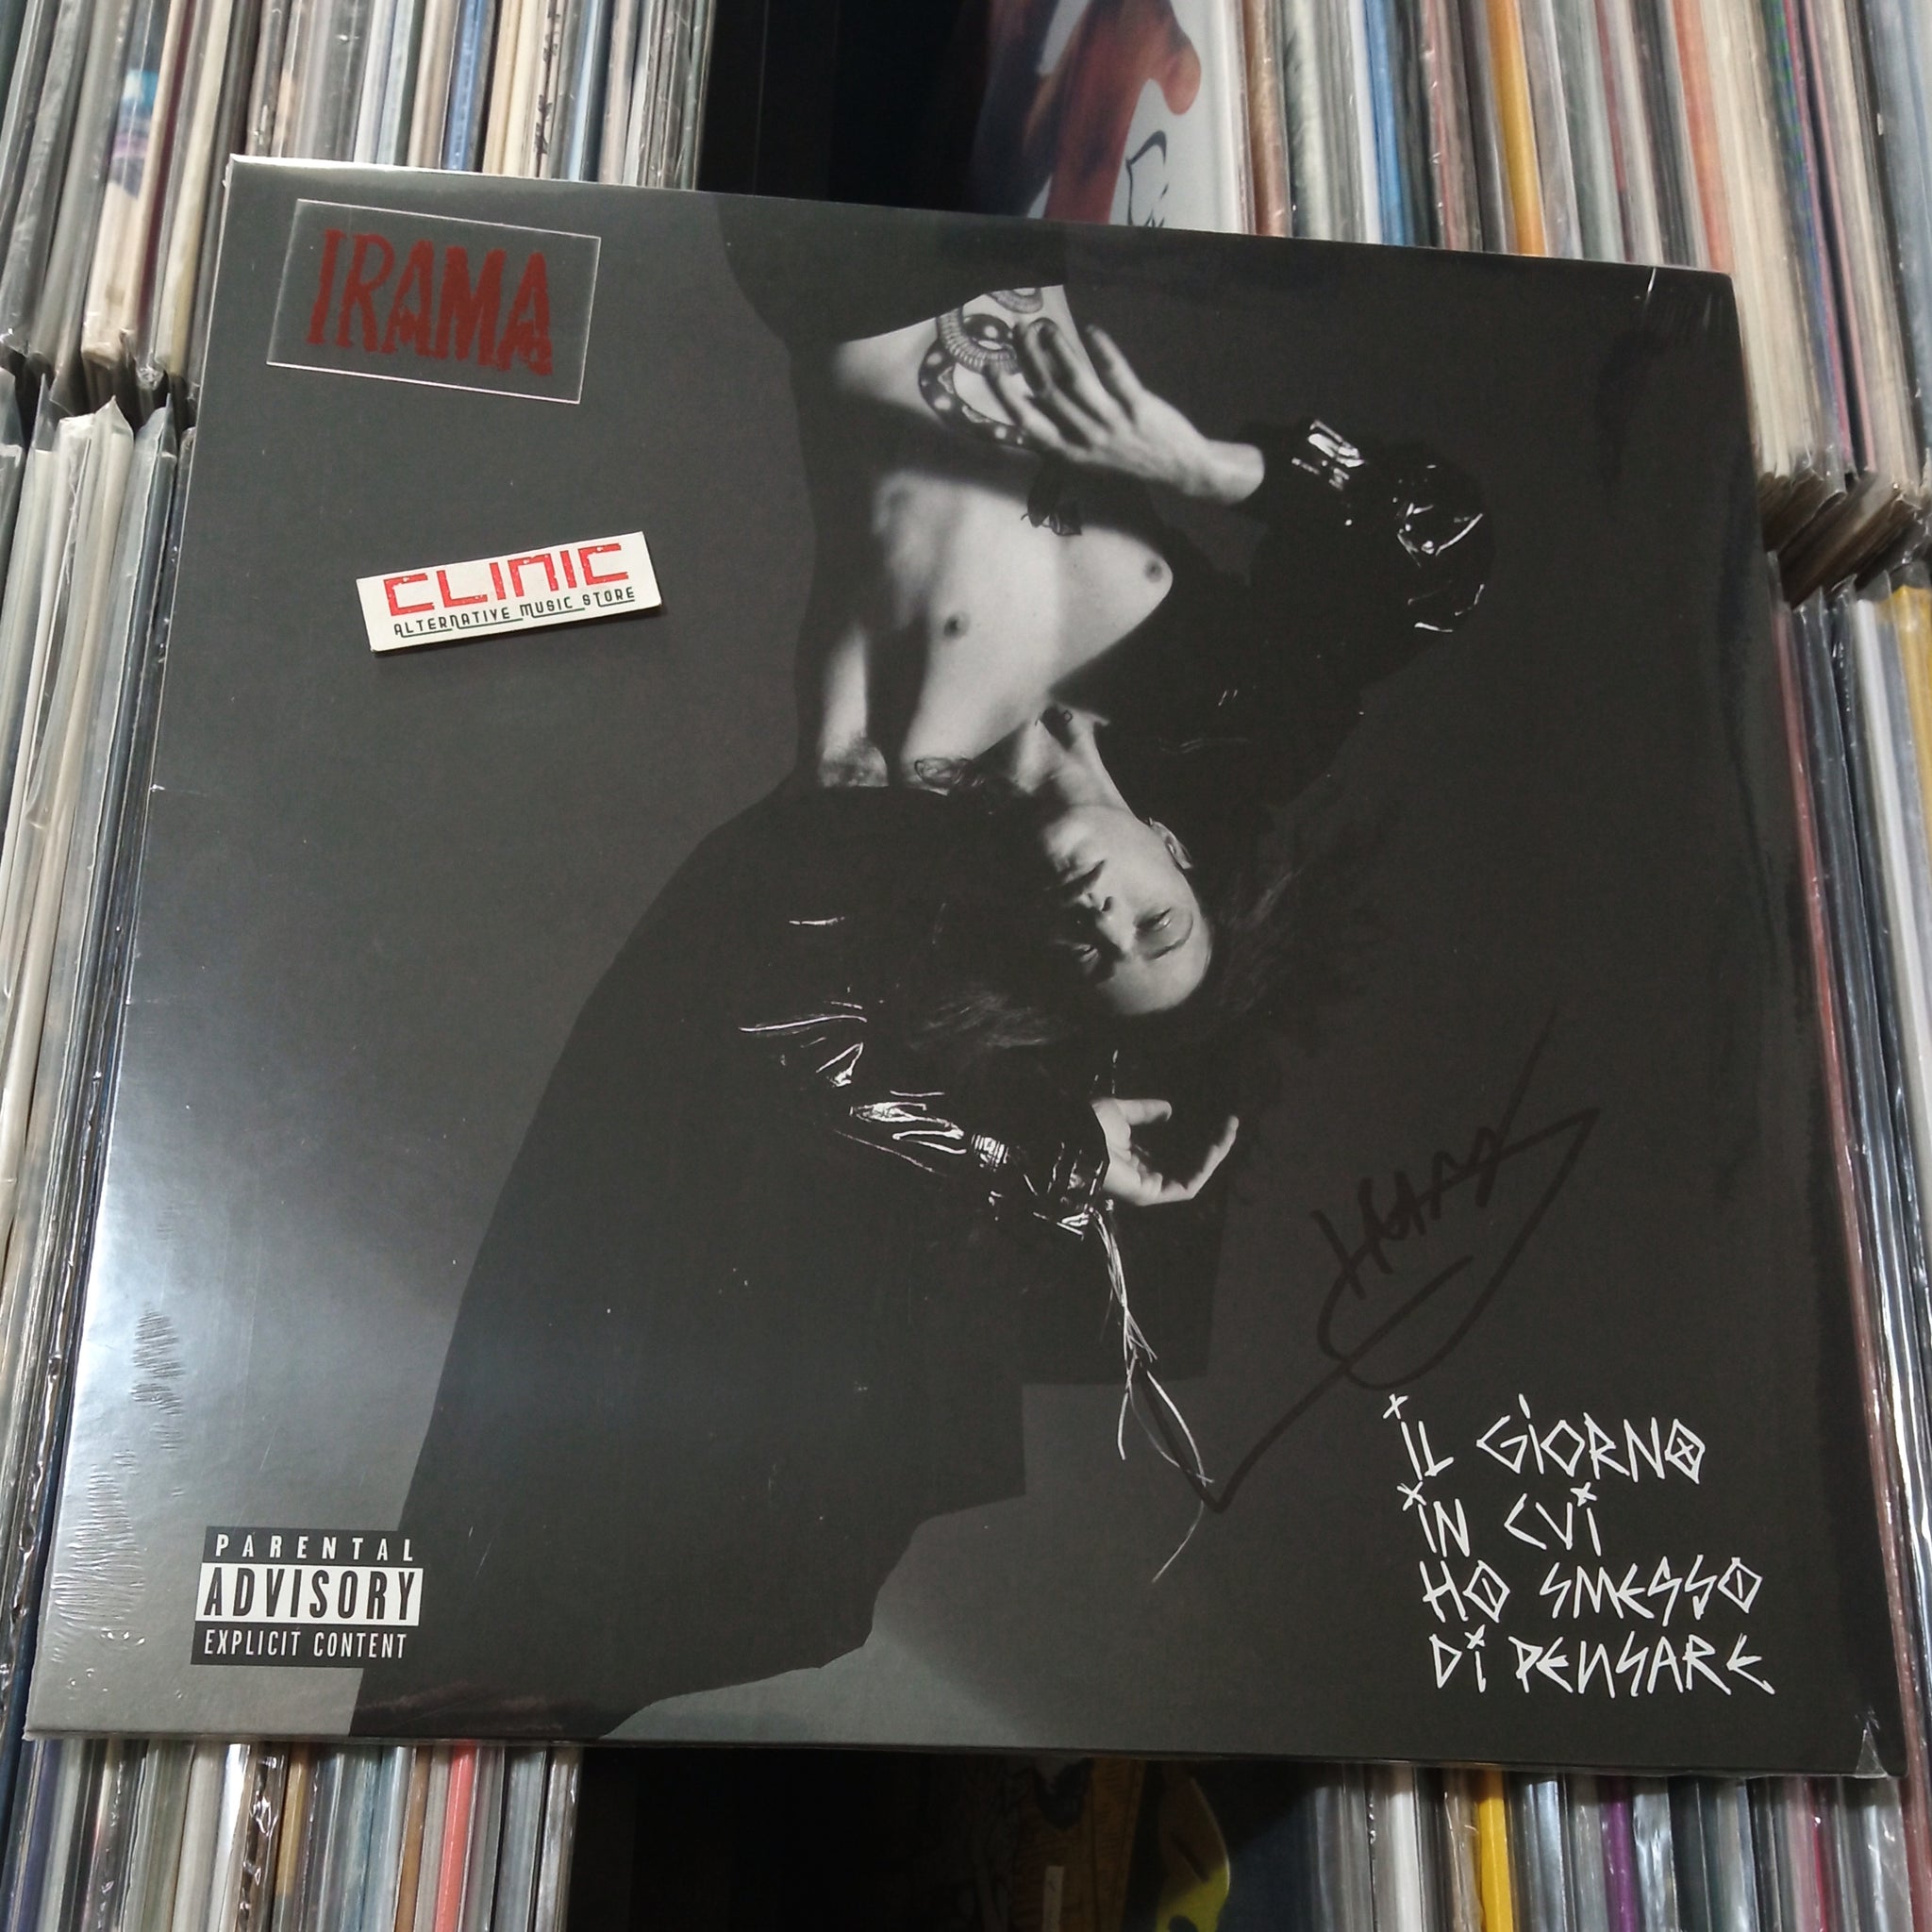 IRAMA
CLINIC
ALTERNATIVE MUSIC STORE
IL GIORNO
IN CUI
HO SMESSO
DI PENSARE
PARENTAL
ADVISORY
EXPLICIT CONTENT